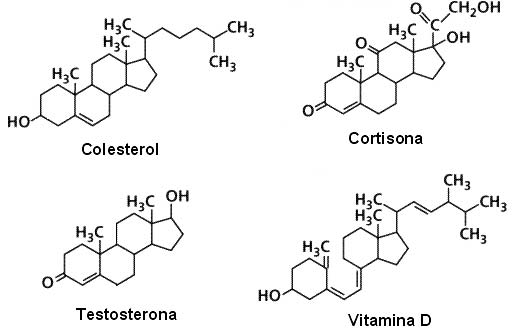 H₃C
CH₃
CH₃
H₃C
H₃C
HO
Colesterol
CH₂OH
O
H₃C
OH
O
H₃C
O
Cortisona
OH
H₃C
H₃C
O
Testosterona
CH₃
H₃C
CH₃
H₃C
CH₃
H₂C
HO
Vitamina D